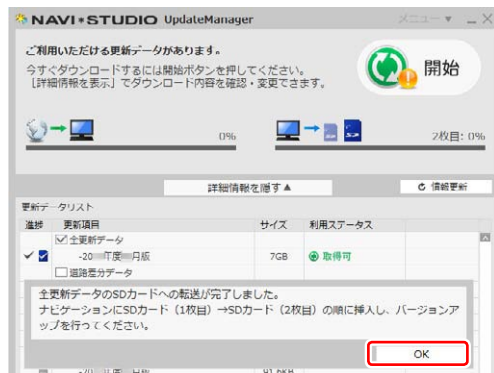 NAVI*STUDIO UpdateManager
メニュー ▼
ご利用いただける更新データがあります。
今すぐダウンロードするには開始ボタンを押してください。
［詳細情報を表示］でダウンロード内容を確認・変更できます。
開始
0%
2枚目: 0%
詳細情報を隠す▲
情報更新
更新データリスト
進捗 更新項目 サイズ 利用ステータス
全更新データ
-20 年度 月版 7GB 取得可
道路差分データ
全更新データのSDカードへの転送が完了しました。
ナビゲーションにSDカード（1枚目）→SDカード（2枚目）の順に挿入し、バージョンア
ップを行ってください。
OK